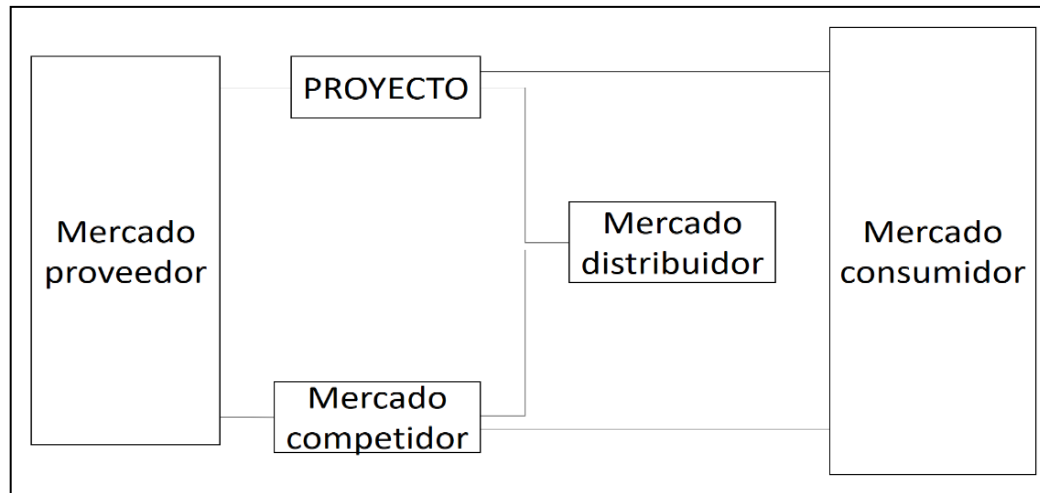 PROYECTO
Mercado
proveedor
Mercado
distribuidor
Mercado
consumidor
Mercado
competidor